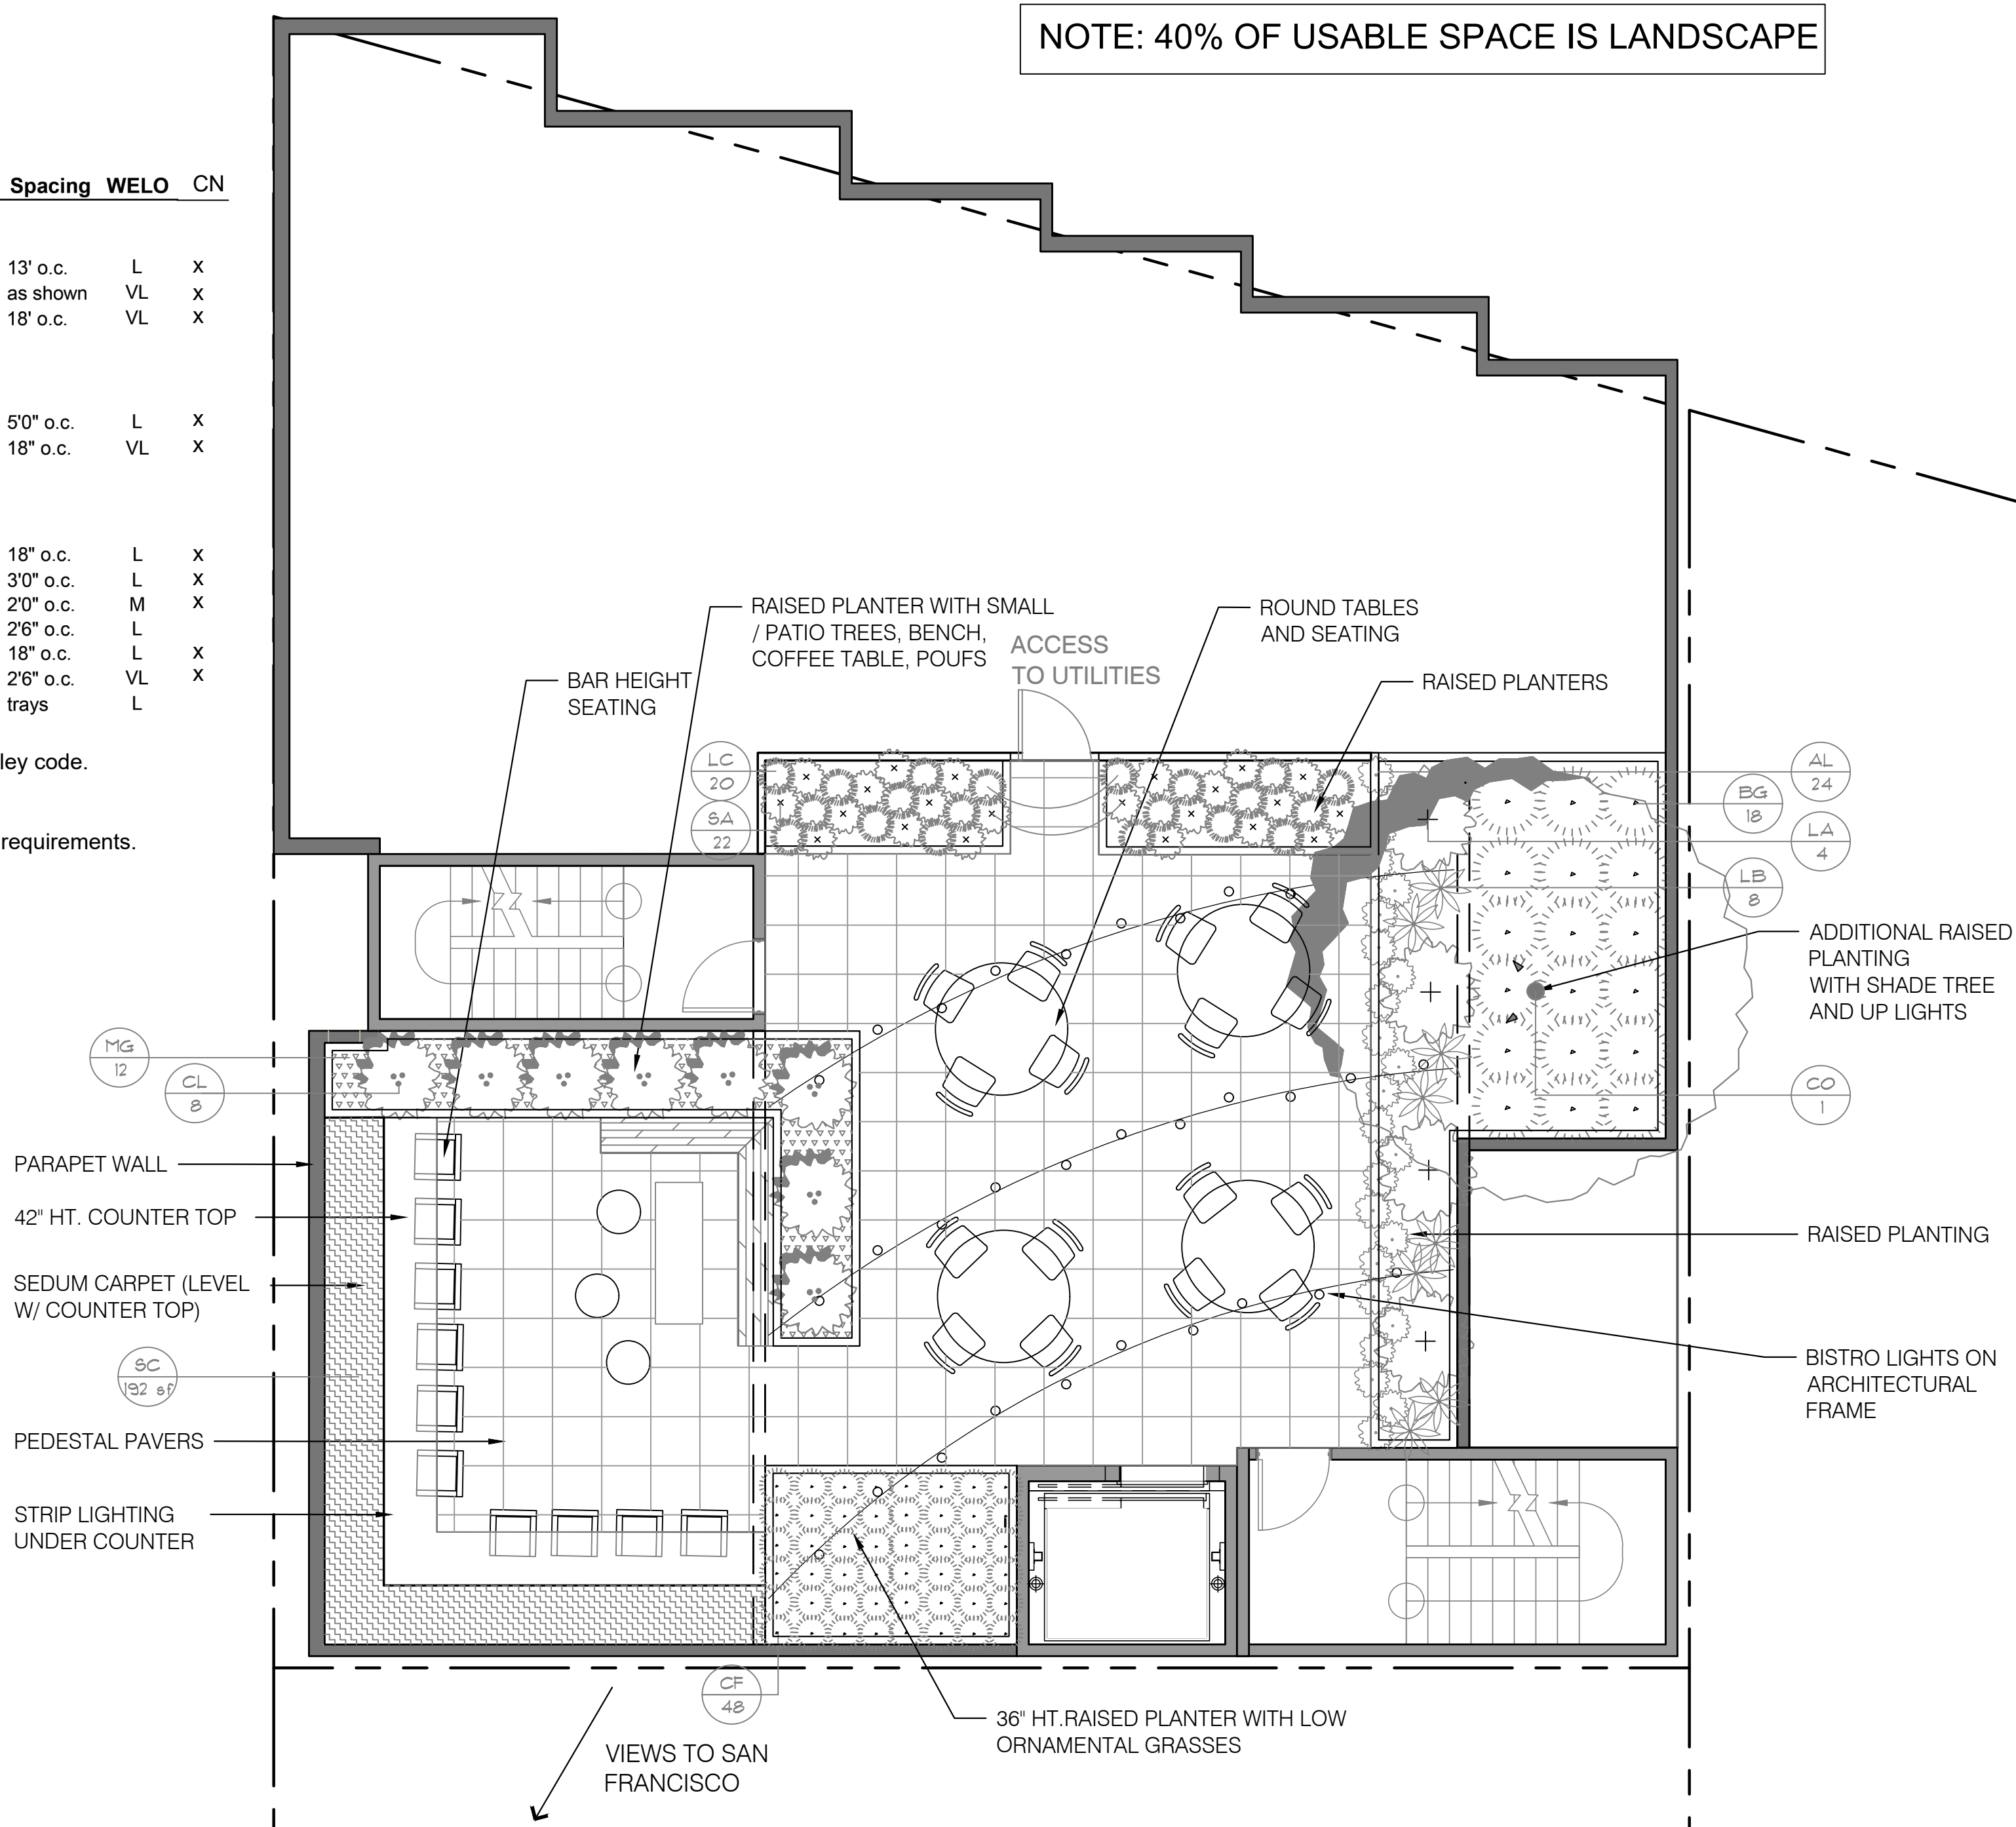 NOTE: 40% OF USABLE SPACE IS LANDSCAPE
Spacing WELO CN
13' o.c. L x
as shown VL x
18' o.c. VL x
5'0" o.c. L x
18" o.c. VL x
18" o.c. L x
3'0" o.c. L x
2'0" o.c. M x
2'6" o.c. L
18" o.c. L x
2'6" o.c. VL x
trays L
ley code.
requirements.
RAISED PLANTER WITH SMALL
/ PATIO TREES, BENCH,
COFFEE TABLE, POUFS
ACCESS
TO UTILITIES
ROUND TABLES
AND SEATING
BAR HEIGHT
SEATING
RAISED PLANTERS
LC
20
SA
22
AL
24
BG
18
LA
4
LB
8
ADDITIONAL RAISED
PLANTING
WITH SHADE TREE
AND UP LIGHTS
MG
12
CL
8
CO
1
PARAPET WALL
42" HT. COUNTER TOP
SEDUM CARPET (LEVEL
W/ COUNTER TOP)
RAISED PLANTING
SC
192 sf
BISTRO LIGHTS ON
ARCHITECTURAL
FRAME
PEDESTAL PAVERS
STRIP LIGHTING
UNDER COUNTER
CF
48
36" HT.RAISED PLANTER WITH LOW
ORNAMENTAL GRASSES
VIEWS TO SAN
FRANCISCO